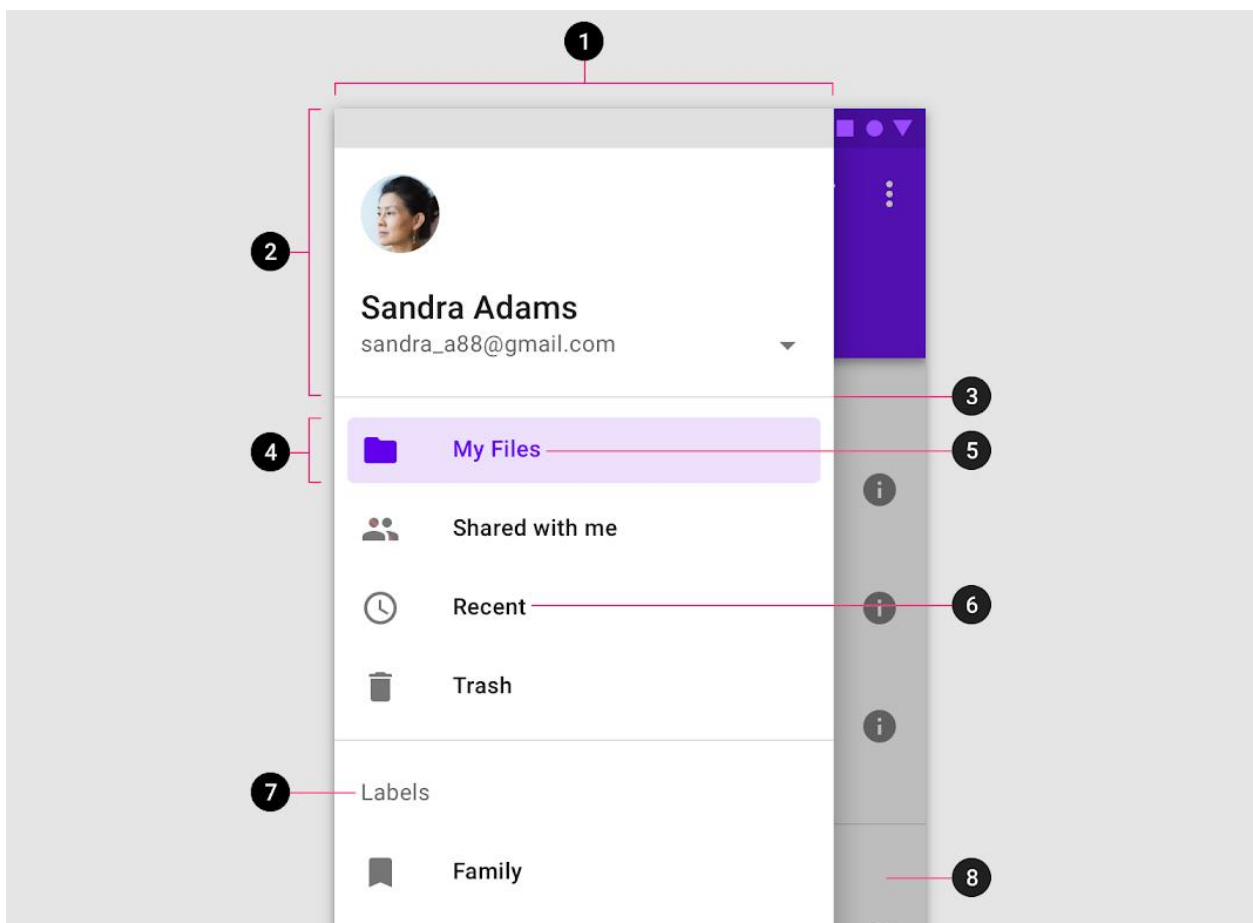 1
2
Sandra Adams
sandra_a88@gmail.com
3
4
My Files
5
Shared with me
Recent
6
Trash
7
Labels
Family
8